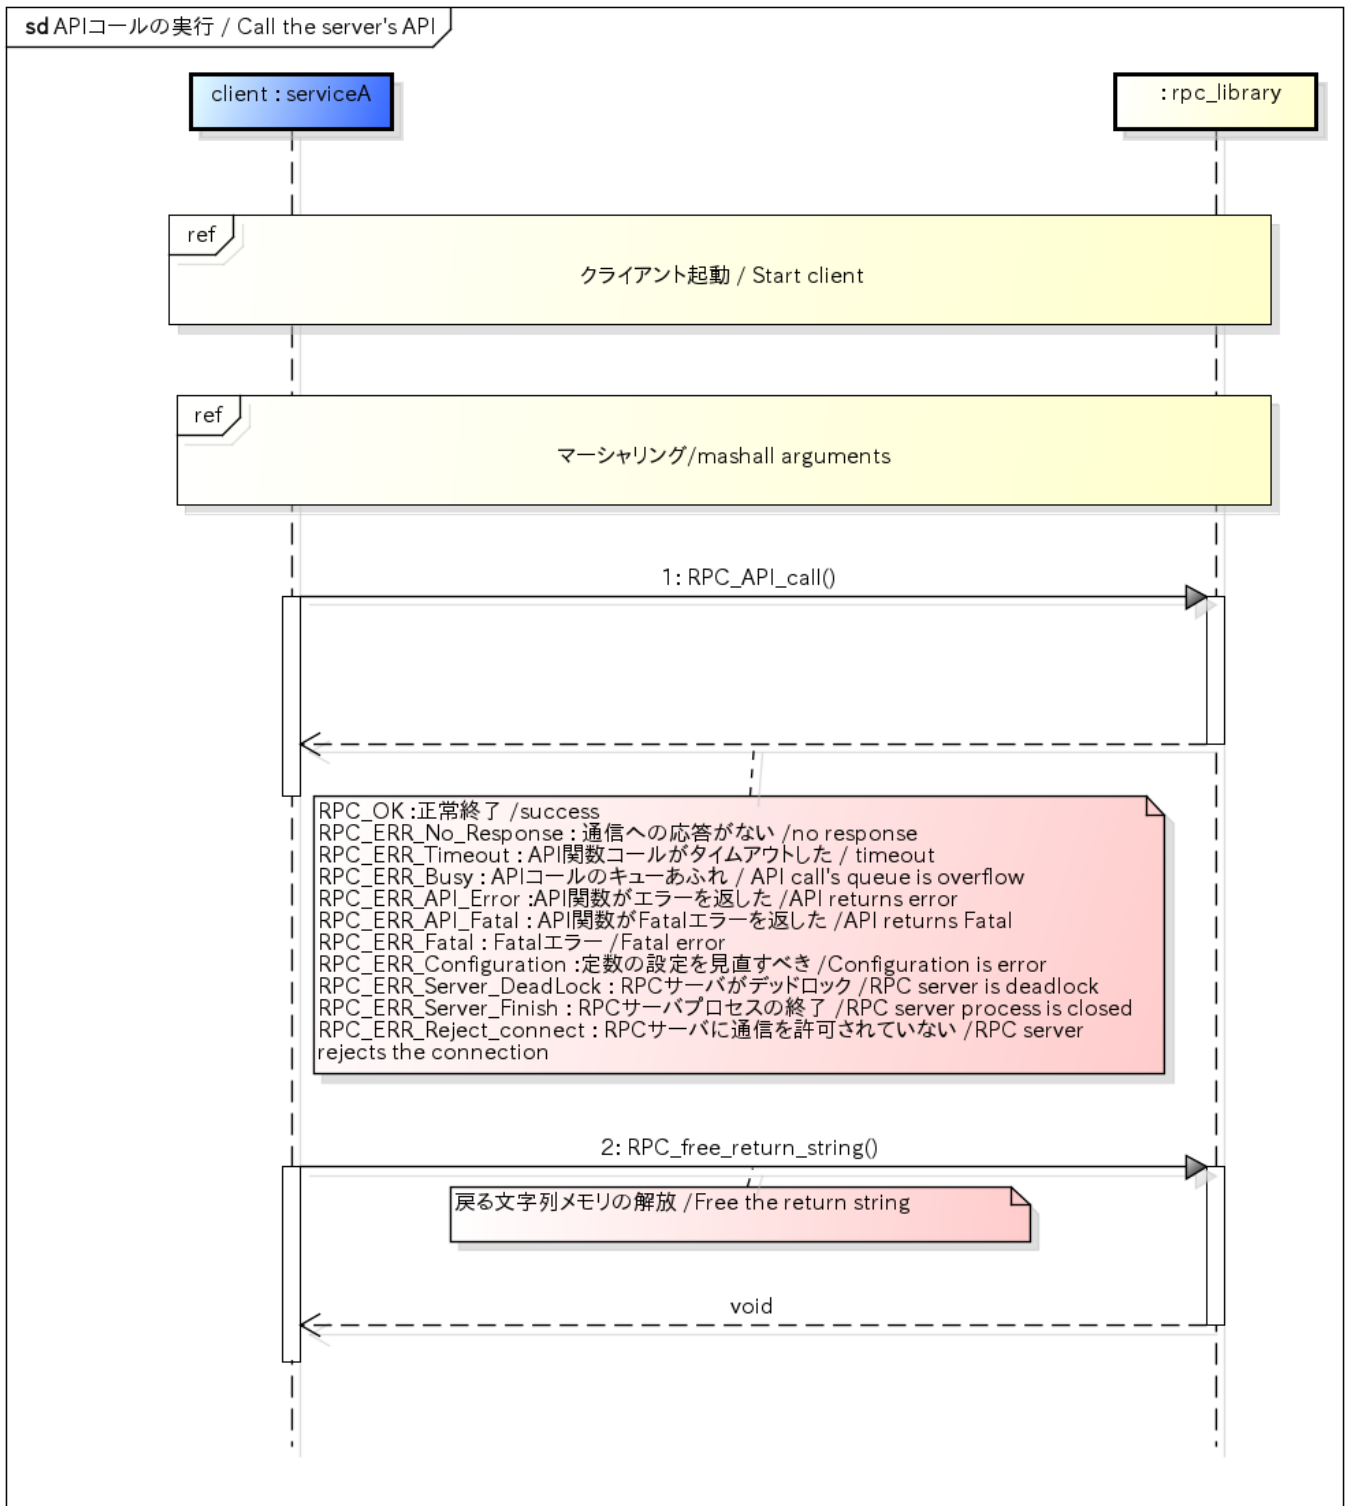 sd APIコールの実行 / Call the server's API
client : serviceA
: rpc_library
ref
クライアント起動 / Start client
ref
マーシャリング/mashall arguments
1: RPC_API_call()
RPC_OK :正常終了 /success
RPC_ERR_No_Response : 通信への応答がない /no response
RPC_ERR_Timeout : API関数コールがタイムアウトした / timeout
RPC_ERR_Busy : APIコールのキューあふれ / API call's queue is overflow
RPC_ERR_API_Error :API関数がエラーを返した /API returns error
RPC_ERR_API_Fatal : API関数がFatalエラーを返した /API returns Fatal
RPC_ERR_Fatal : Fatalエラー /Fatal error
RPC_ERR_Configuration :定数の設定を見直すべき /Configuration is error
RPC_ERR_Server_DeadLock : RPCサーバがデッドロック /RPC server is deadlock
RPC_ERR_Server_Finish : RPCサーバプロセスの終了 /RPC server process is closed
RPC_ERR_Reject_connect : RPCサーバに通信を許可されていない /RPC server
rejects the connection
2: RPC_free_return_string()
戻る文字列メモリの解放 /Free the return string
void